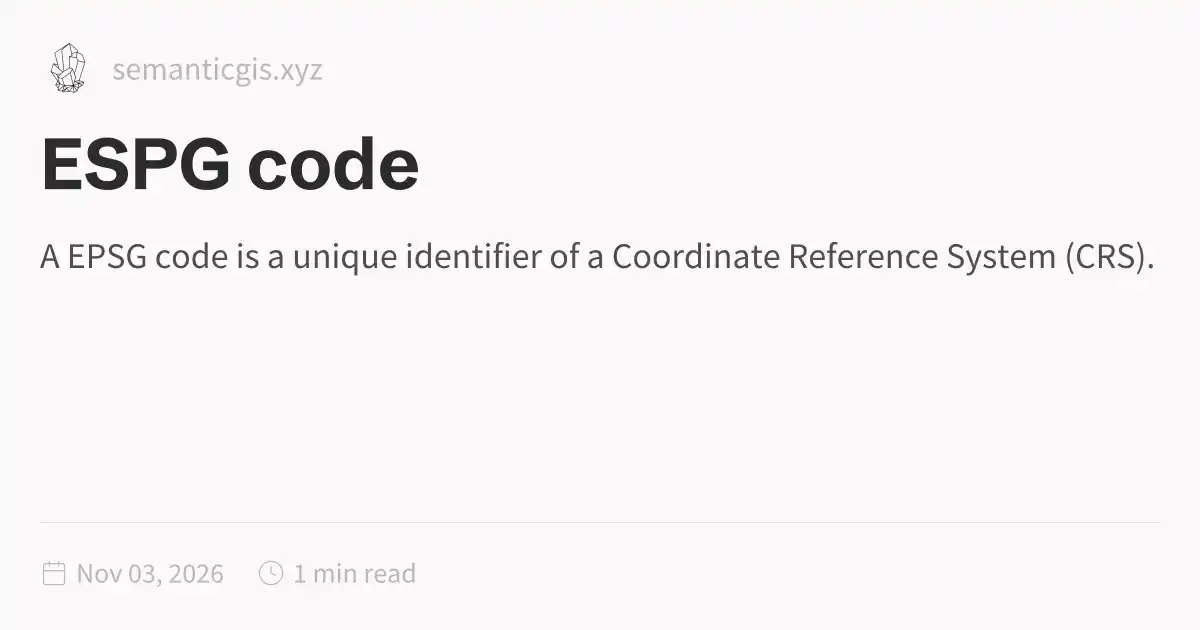 semanticgis.xyz
ESPG code
A EPSG code is a unique identifier of a Coordinate Reference System (CRS).
Nov 03, 2026 1 min read